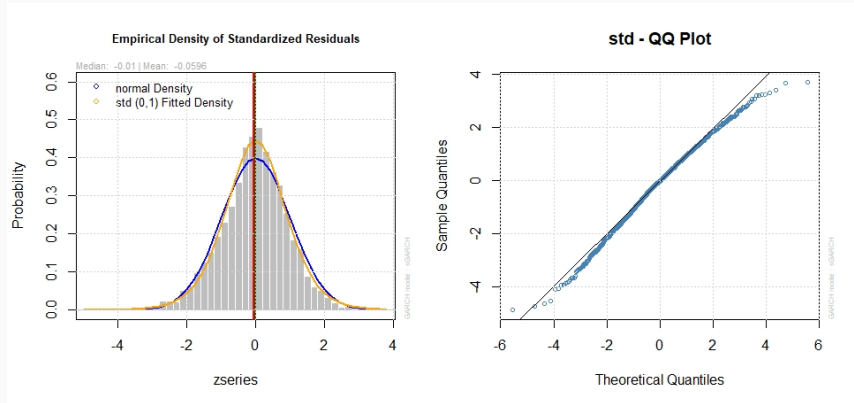 Empirical Density of Standardized Residuals
Median: -0.01 | Mean: -0.0596
normal Density
std (0,1) Fitted Density
Probability
0.0 0.1 0.2 0.3 0.4 0.5 0.6
-4 -2 0 2 4
zseries
GARCH model : sGARCH
std - QQ Plot
Sample Quantiles
-4 -2 0 2 4
-6 -4 -2 0 2 4 6
Theoretical Quantiles
GARCH model : sGARCH